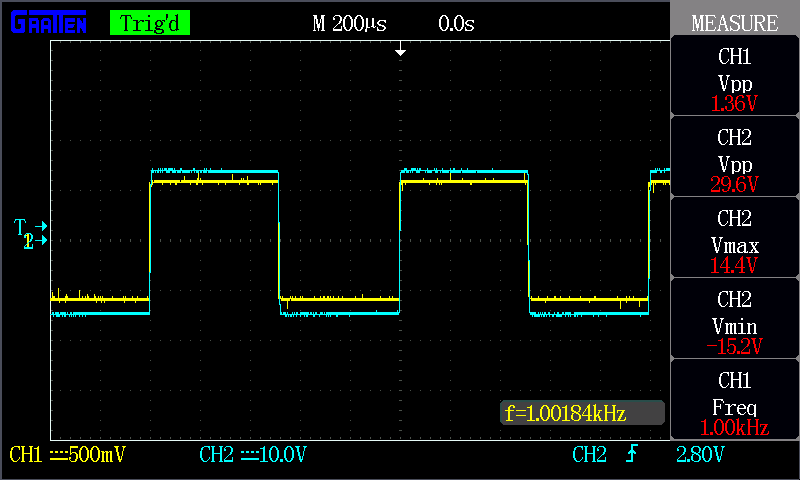 GRATTEN Trig'd M 200μs 0.0s MEASURE
CH1
Vpp
1.36V
CH2
Vpp
29.6V
CH2
Vmax
14.4V
CH2
Vmin
-15.2V
CH1
Freq
1.00kHz
T
2
f=1.00184kHz
CH1 500mV CH2 10.0V CH2 2.80V